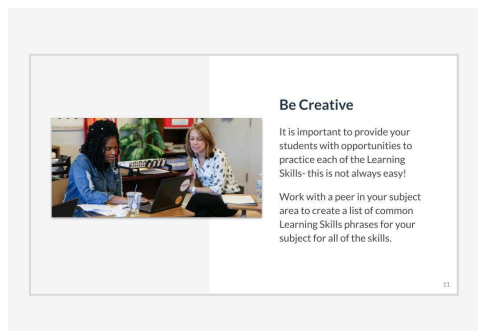 Be Creative
It is important to provide your
students with opportunities to
practice each of the Learning
Skills- this is not always easy!
Work with a peer in your subject
area to create a list of common
Learning Skills phrases for your
subject for all of the skills.
11